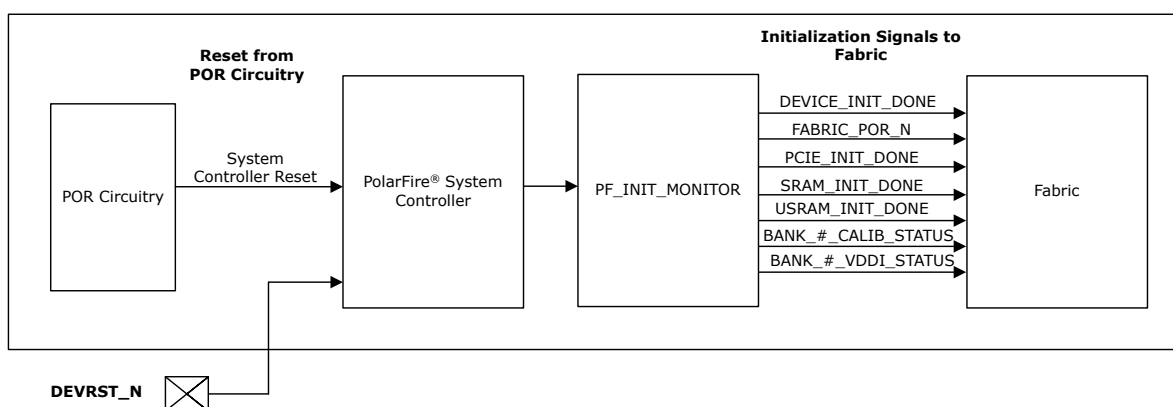 Reset from
POR Circuitry
Initialization Signals to
Fabric
POR Circuitry
System
Controller Reset
PolarFire® System
Controller
PF_INIT_MONITOR
DEVICE_INIT_DONE
FABRIC_POR_N
PCIE_INIT_DONE
SRAM_INIT_DONE
USRAM_INIT_DONE
BANK_#_CALIB_STATUS
BANK_#_VDDI_STATUS
Fabric
DEVRST_N